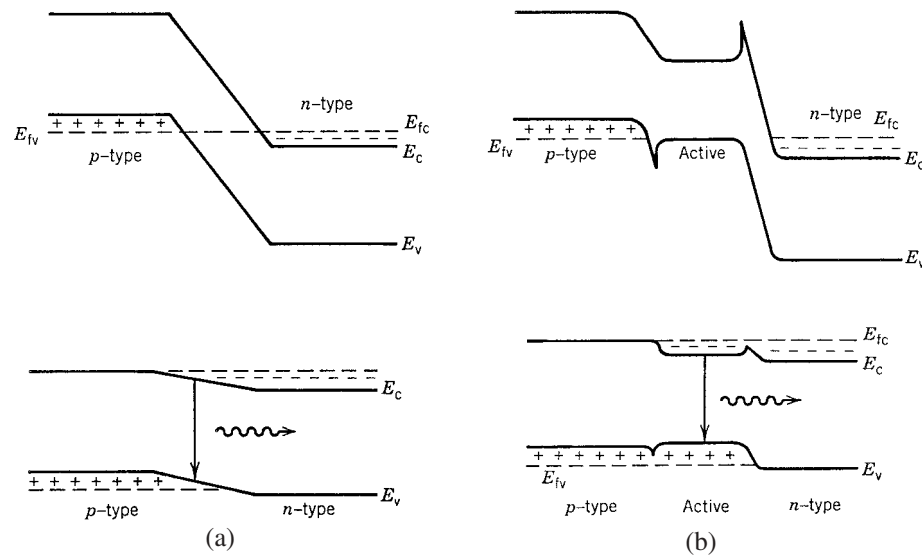 n-type
E_fv
p-type
E_fc
E_c
E_v
E_c
E_v
p-type
n-type
(a)
n-type
E_fc
E_fv
p-type
Active
E_c
E_v
E_fc
E_c
E_v
E_fv
p-type
Active
n-type
(b)